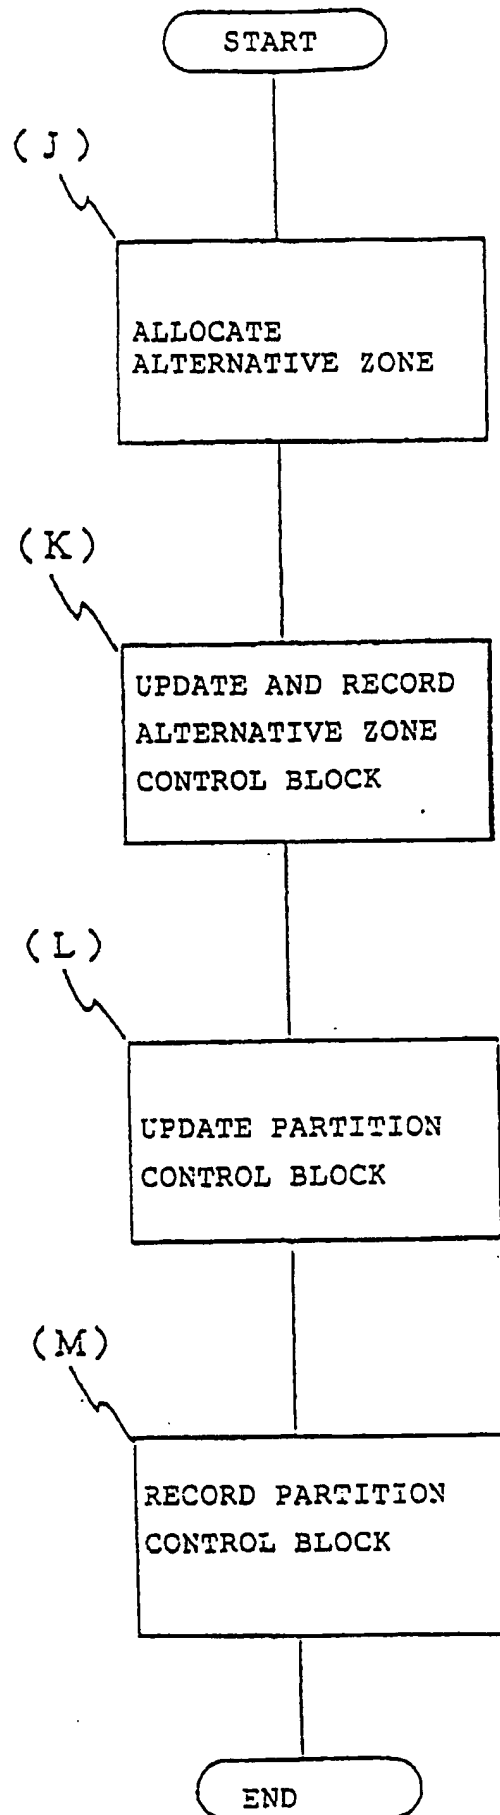 START
(J)
ALLOCATE
ALTERNATIVE ZONE
(K)
UPDATE AND RECORD
ALTERNATIVE ZONE
CONTROL BLOCK
(L)
UPDATE PARTITION
CONTROL BLOCK
(M)
RECORD PARTITION
CONTROL BLOCK
END